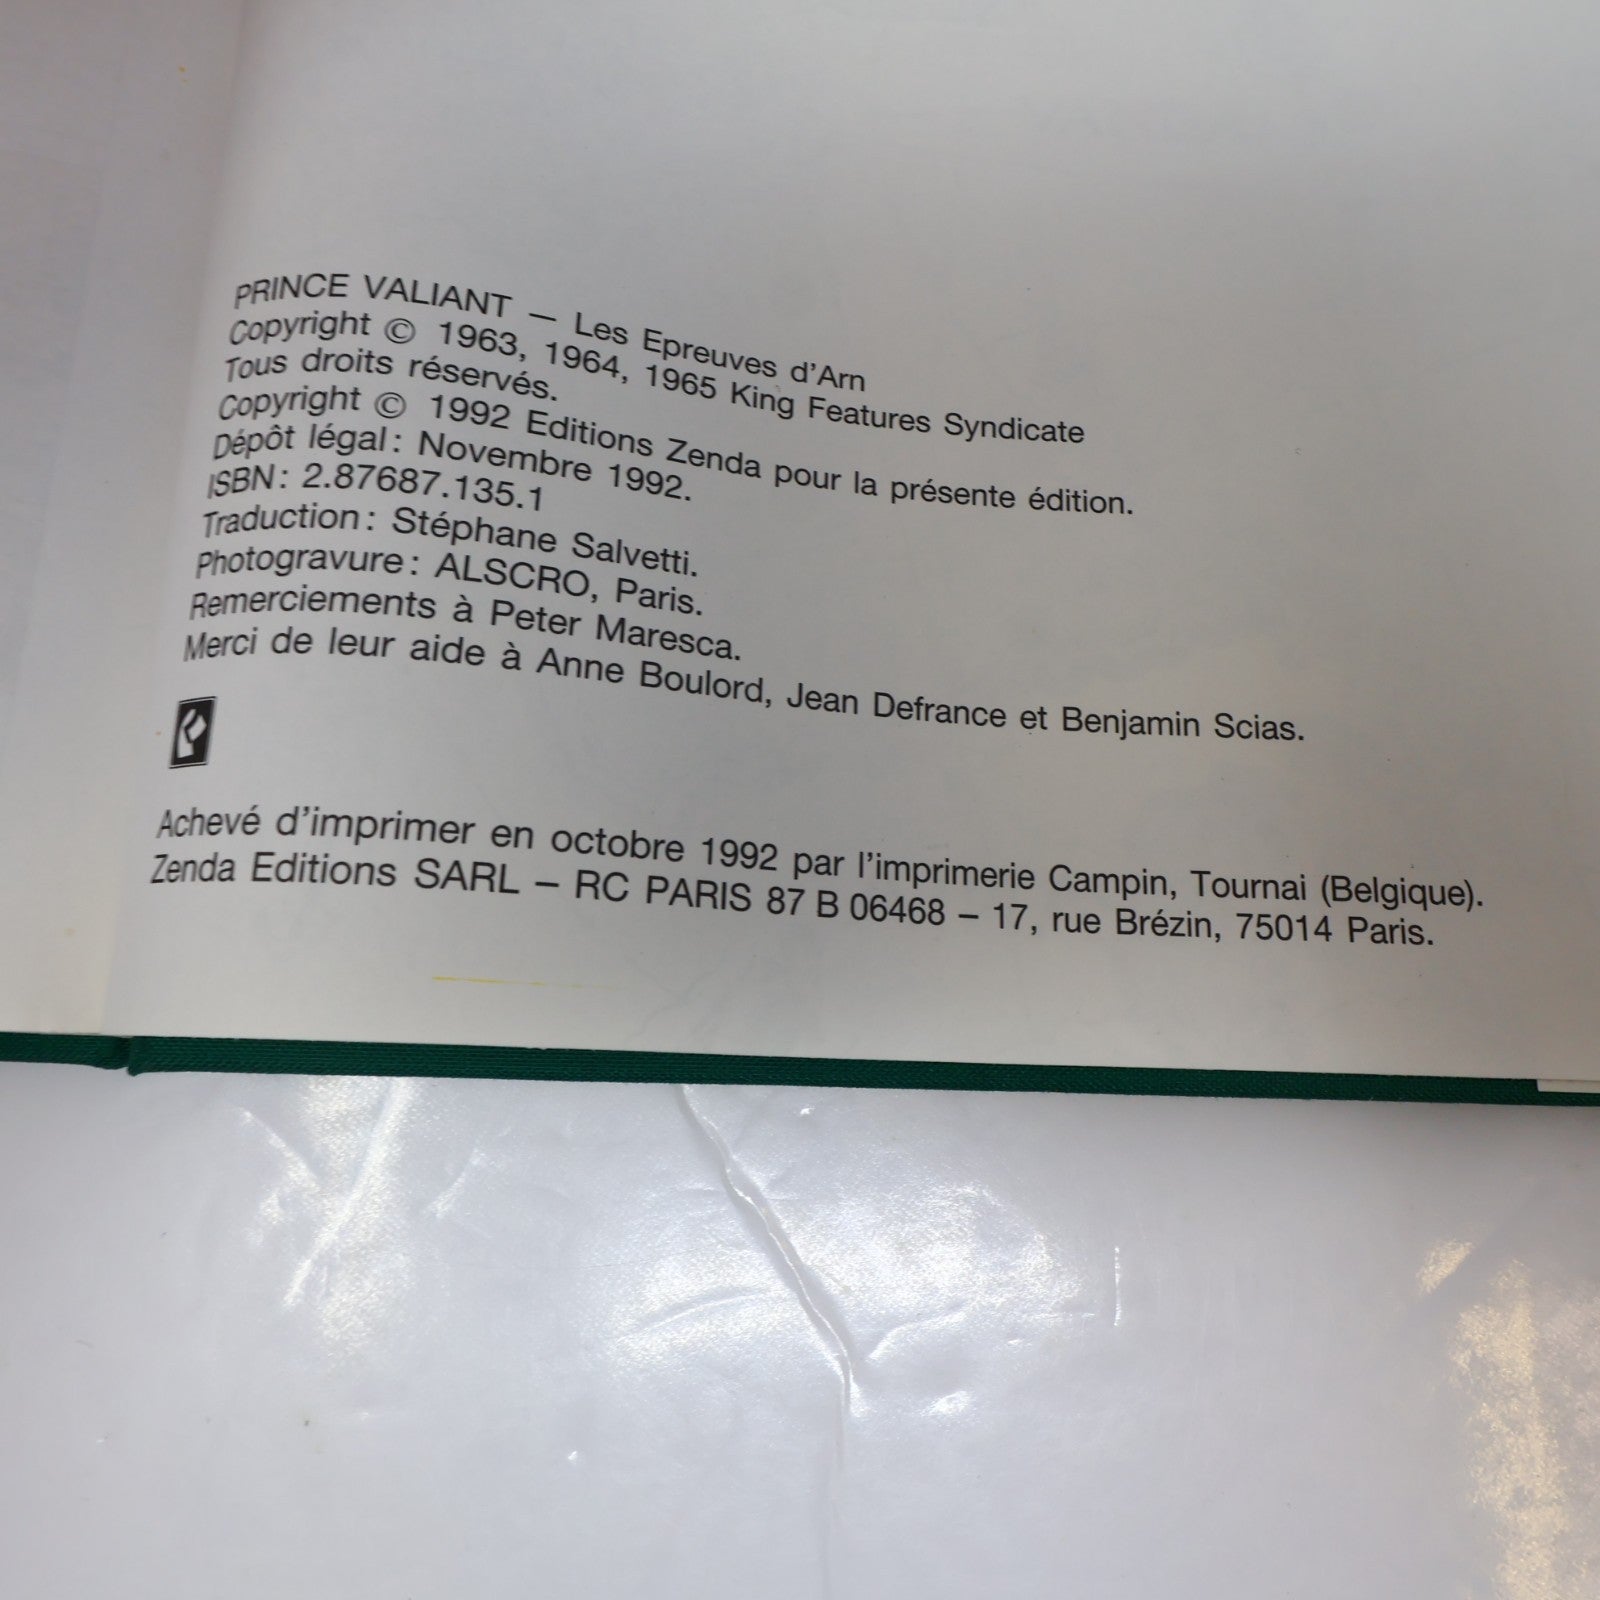 PRINCE VALIANT – Les Epreuves d'Arn
Copyright © 1963, 1964, 1965 King Features Syndicate
Tous droits réservés.
Copyright © 1992 Editions Zenda pour la présente édition.
Dépôt légal : Novembre 1992.
ISBN : 2.87687.135.1
Traduction : Stéphane Salvetti.
Photogravure : ALSCRO, Paris.
Remerciements à Peter Maresca.
Merci de leur aide à Anne Boulord, Jean Defrance et Benjamin Scias.
Achevé d'imprimer en octobre 1992 par l'imprimerie Campin, Tournai (Belgique).
Zenda Editions SARL – RC PARIS 87 B 06468 – 17, rue Brézin, 75014 Paris.